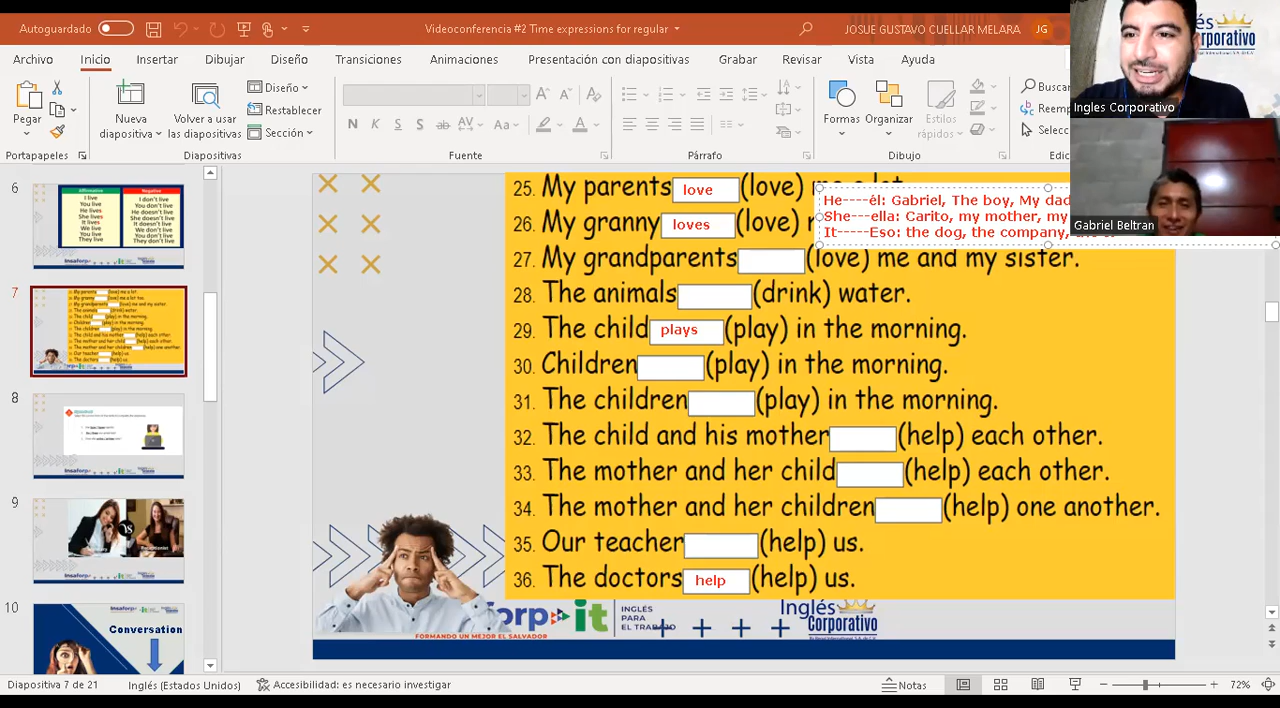 Autoguardado
Videoconferencia #2 Time expressions for regular
JOSUE GUSTAVO CUELLAR MELARA
JG
Archivo Inicio Insertar Dibujar Diseño Transiciones Animaciones Presentación con diapositivas Grabar Revisar Vista Ayuda
Pegar
Nueva diapositiva
Volver a usar las diapositivas
Diseño
Restablecer
Sección
N K S S ab AV Aa
Formas
Organizar
Estilos rápidos
Buscar
Portapapeles Diapositivas Fuente Párrafo Dibujo
Corporativo
Ingles Corporativo
Gabriel Beltran
6
Affirmative Negative
I live I don't live
You live You don't live
He lives He doesn't live
She lives She doesn't live
It lives It doesn't live
We live We don't live
You live You don't live
They live They don't live
7
8
9
10
Conversation
25. My parents love (love) me a lot.
26. My granny loves
27. My grandparents (love) me and my sister.
28. The animals (drink) water.
29. The child plays (play) in the morning.
30. Children (play) in the morning.
31. The children (play) in the morning.
32. The child and his mother (help) each other.
33. The mother and her child (help) each other.
34. The mother and her children (help) one another.
35. Our teacher (help) us.
36. The doctors help (help) us.
He----él: Gabriel, The boy, My dad
She---ella: Carito, my mother, my
It-----Eso: the dog, the company,
INGLÉS
PARA
EL TRABAJO
FORMANDO UN MEJOR EL SALVADOR
Inglés
Corporativo
Diapositiva 7 de 21
Inglés (Estados Unidos)
Accesibilidad: es necesario investigar
Notas
72%